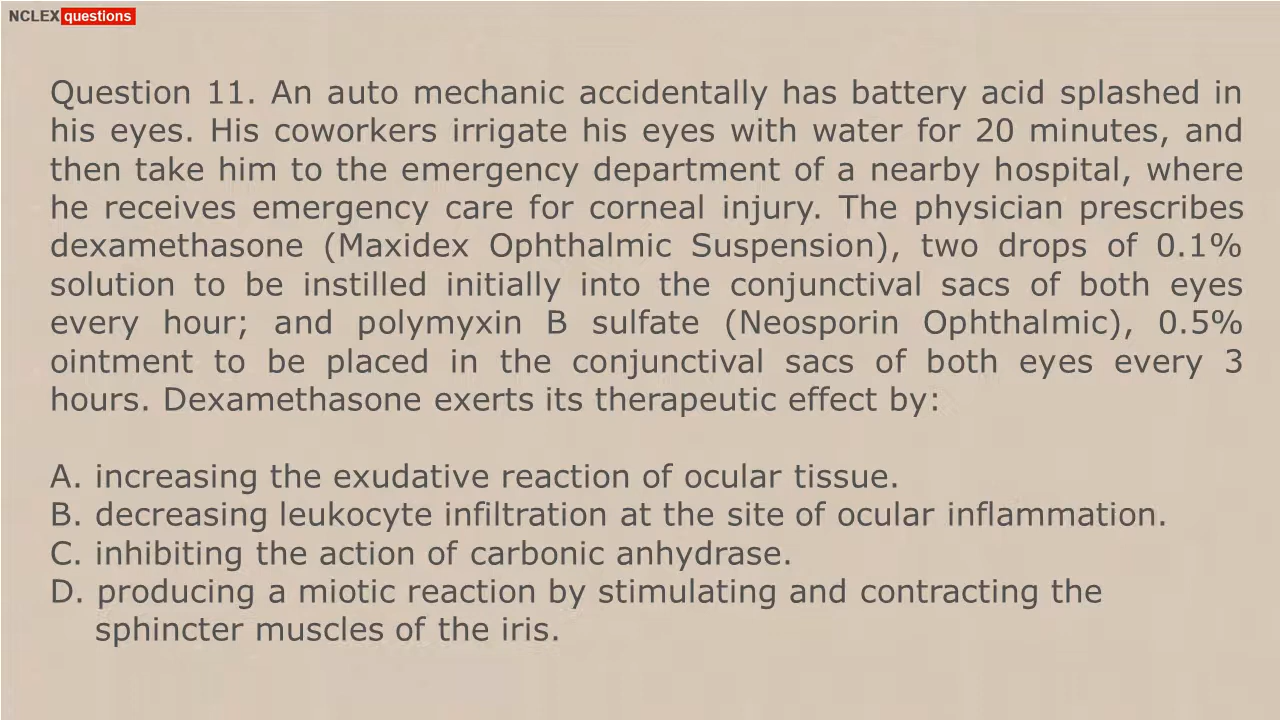 NCLEX questions
Question 11. An auto mechanic accidentally has battery acid splashed in
his eyes. His coworkers irrigate his eyes with water for 20 minutes, and
then take him to the emergency department of a nearby hospital, where
he receives emergency care for corneal injury. The physician prescribes
dexamethasone (Maxidex Ophthalmic Suspension), two drops of 0.1%
solution to be instilled initially into the conjunctival sacs of both eyes
every hour; and polymyxin B sulfate (Neosporin Ophthalmic), 0.5%
ointment to be placed in the conjunctival sacs of both eyes every 3
hours. Dexamethasone exerts its therapeutic effect by:
A. increasing the exudative reaction of ocular tissue.
B. decreasing leukocyte infiltration at the site of ocular inflammation.
C. inhibiting the action of carbonic anhydrase.
D. producing a miotic reaction by stimulating and contracting the
sphincter muscles of the iris.